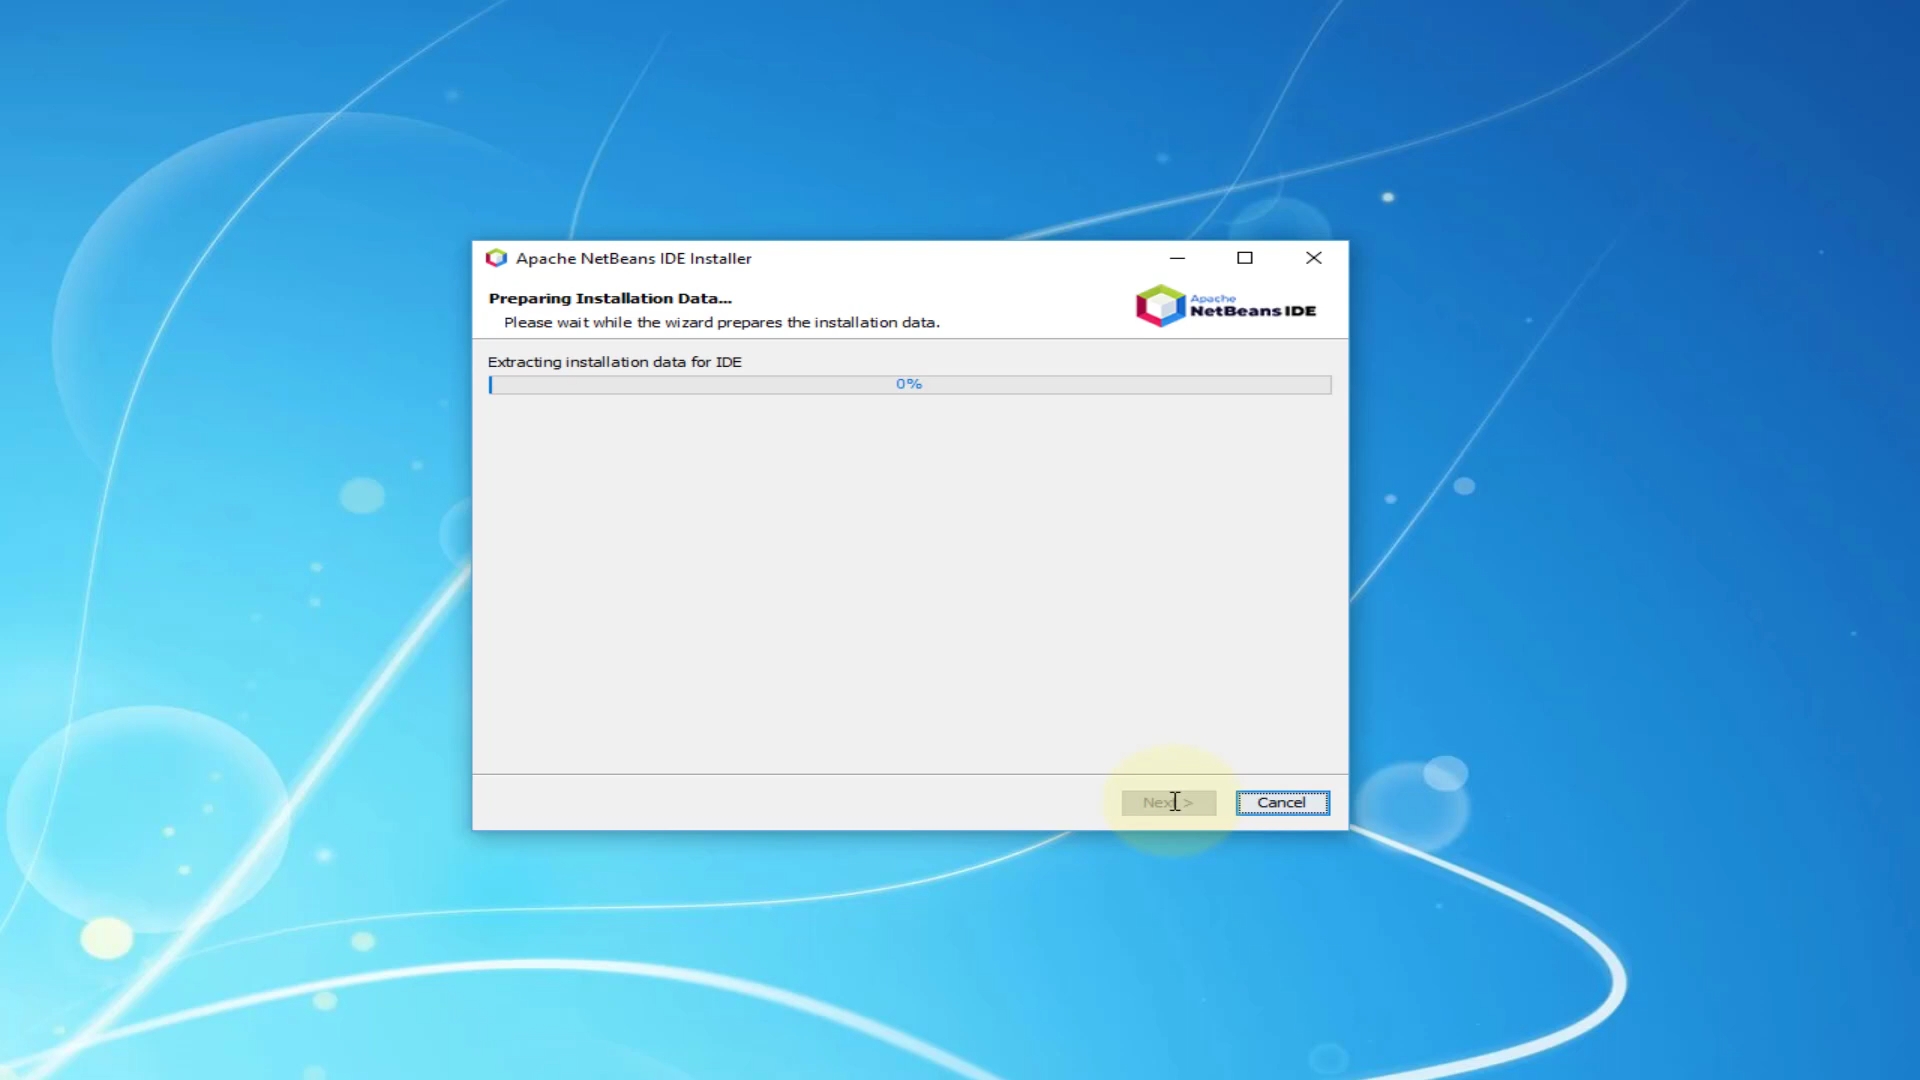 Apache NetBeans IDE Installer
Preparing Installation Data...
Please wait while the wizard prepares the installation data.
Apache
NetBeans IDE
Extracting installation data for IDE
0%
Next >
Cancel